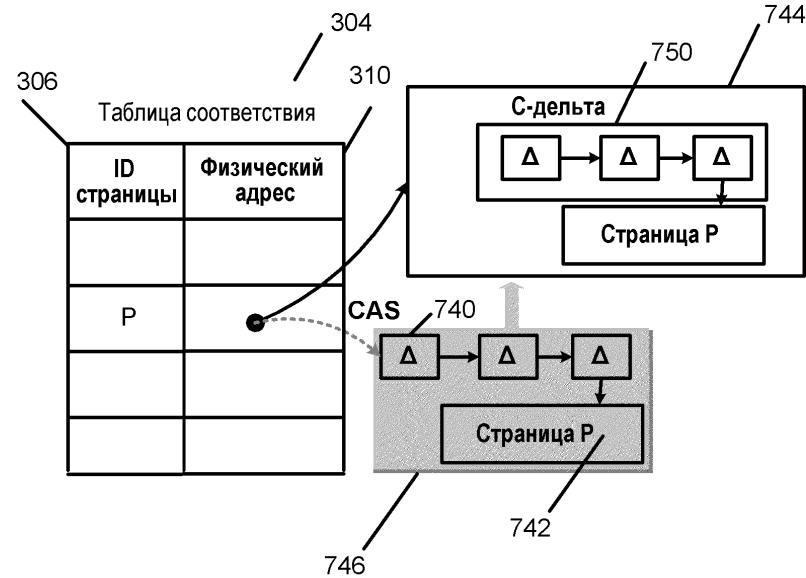 304
744
306
310
750
Таблица соответствия
С-дельта
ID
страницы
Физический
адрес
Δ Δ Δ
Страница P
P
CAS
740
Δ Δ Δ
Страница P
746
742